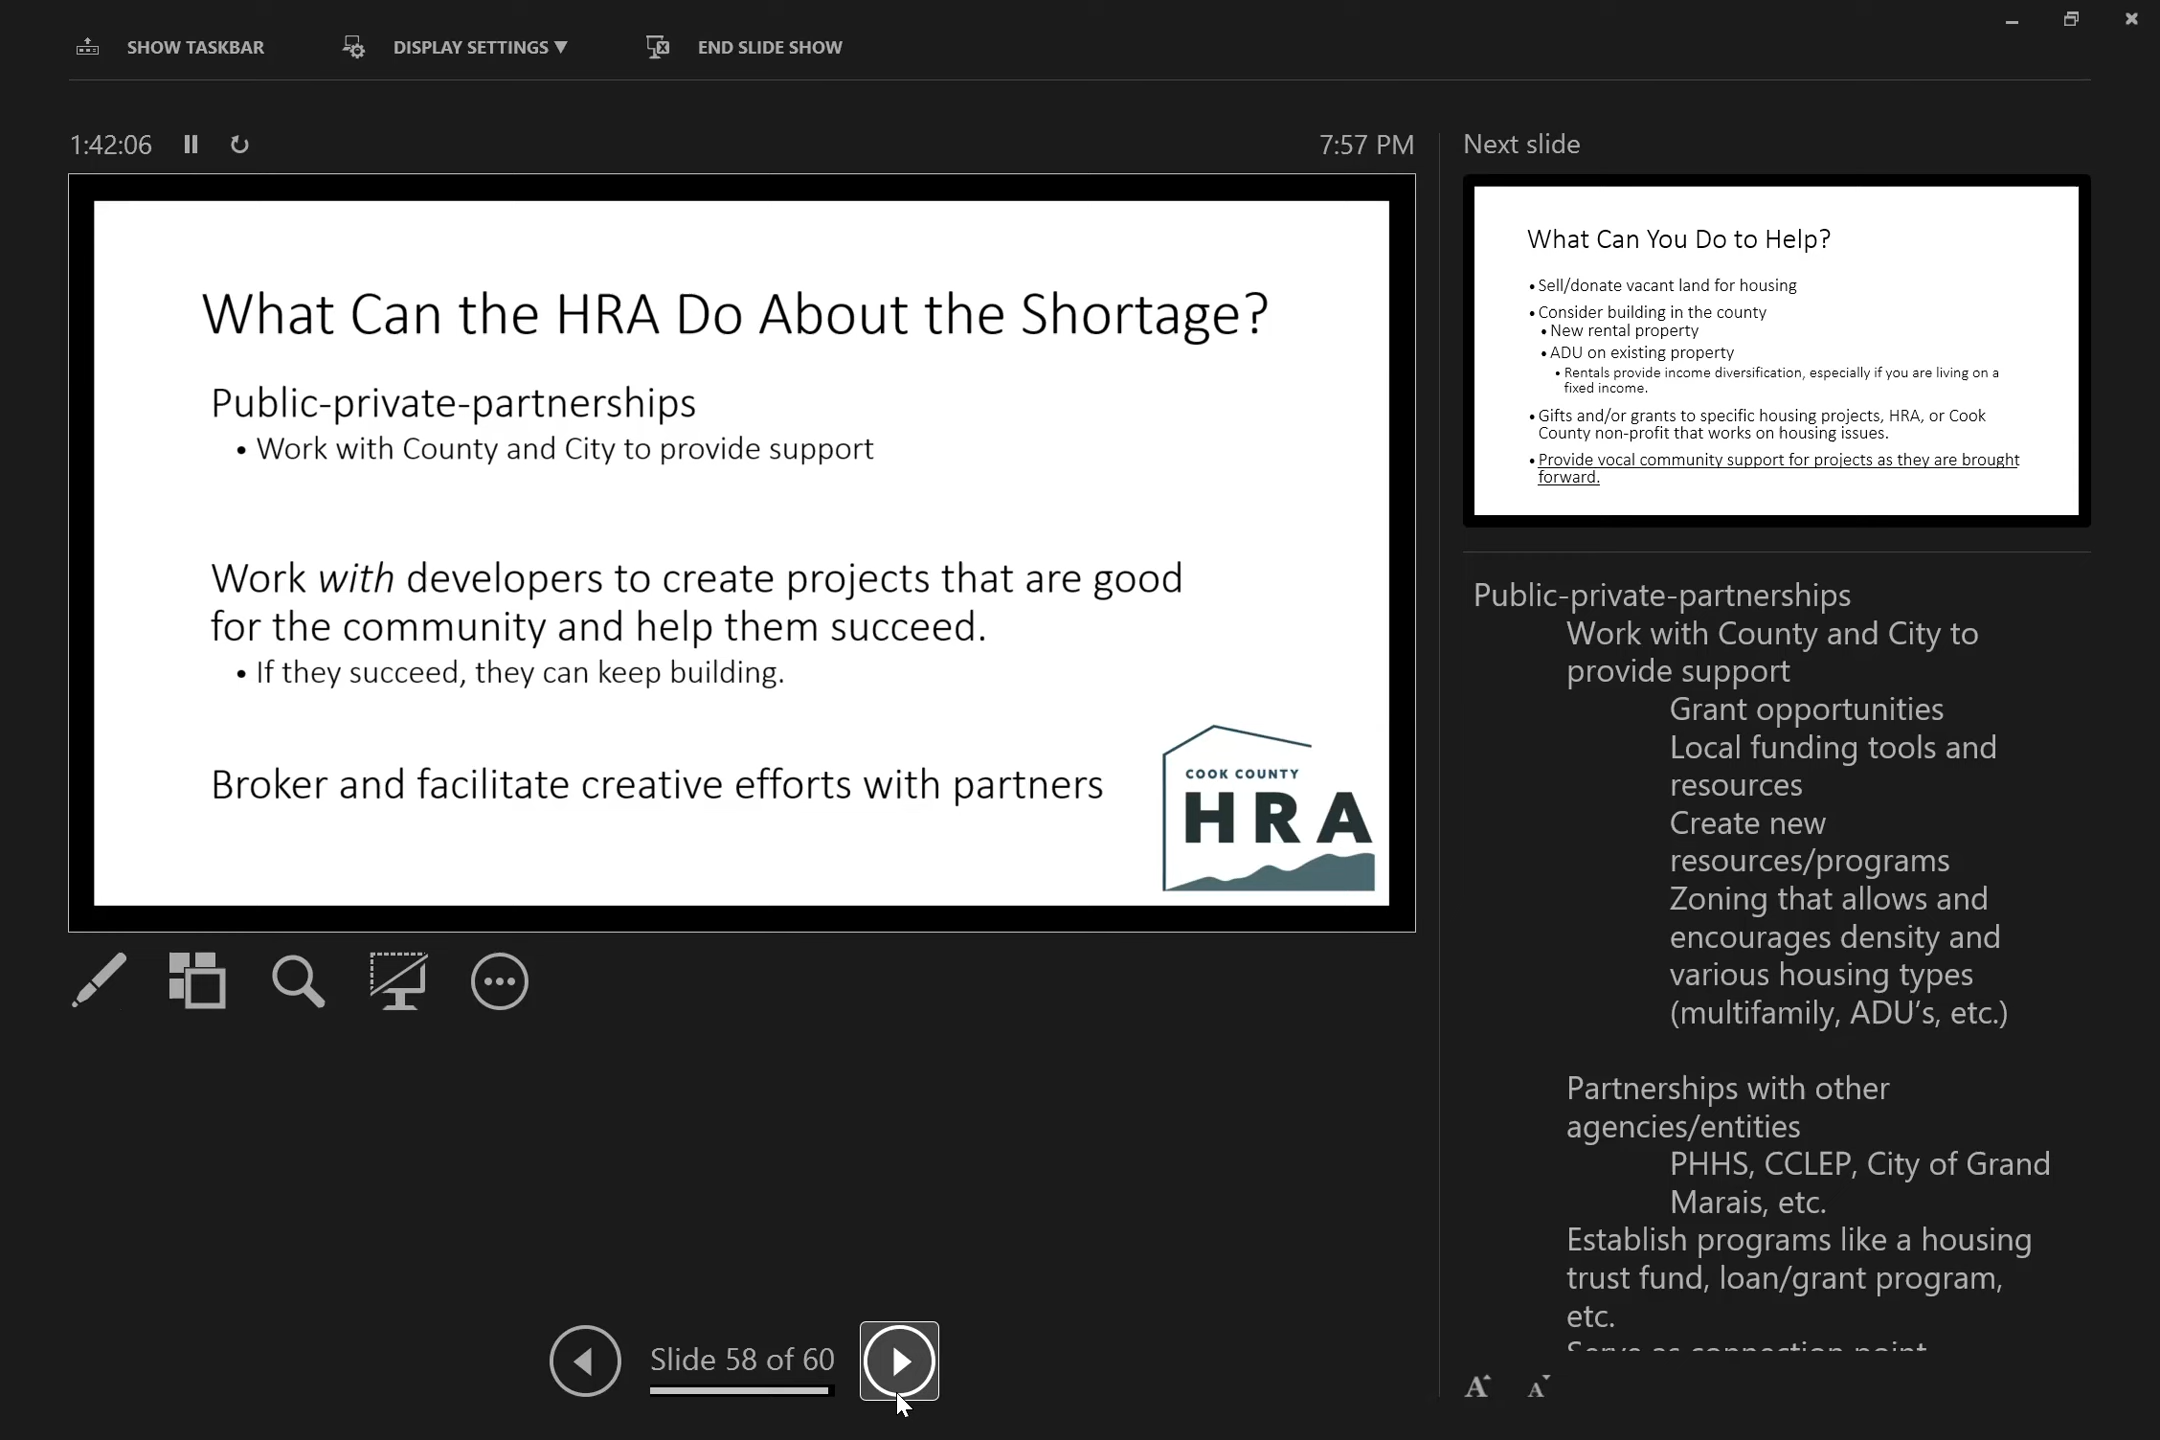 SHOW TASKBAR
DISPLAY SETTINGS ▼
END SLIDE SHOW
1:42:06
7:57 PM
What Can the HRA Do About the Shortage?
Public-private-partnerships
• Work with County and City to provide support
Work with developers to create projects that are good
for the community and help them succeed.
• If they succeed, they can keep building.
Broker and facilitate creative efforts with partners
COOK COUNTY
HRA
Slide 58 of 60
Next slide
What Can You Do to Help?
• Sell/donate vacant land for housing
• Consider building in the county
• New rental property
• ADU on existing property
• Rentals provide income diversification, especially if you are living on a
fixed income.
• Gifts and/or grants to specific housing projects, HRA, or Cook
County non-profit that works on housing issues.
• Provide vocal community support for projects as they are brought
forward.
Public-private-partnerships
Work with County and City to
provide support
Grant opportunities
Local funding tools and
resources
Create new
resources/programs
Zoning that allows and
encourages density and
various housing types
(multifamily, ADU's, etc.)
Partnerships with other
agencies/entities
PHHS, CCLEP, City of Grand
Marais, etc.
Establish programs like a housing
trust fund, loan/grant program,
etc.
Serve as connection point
A A